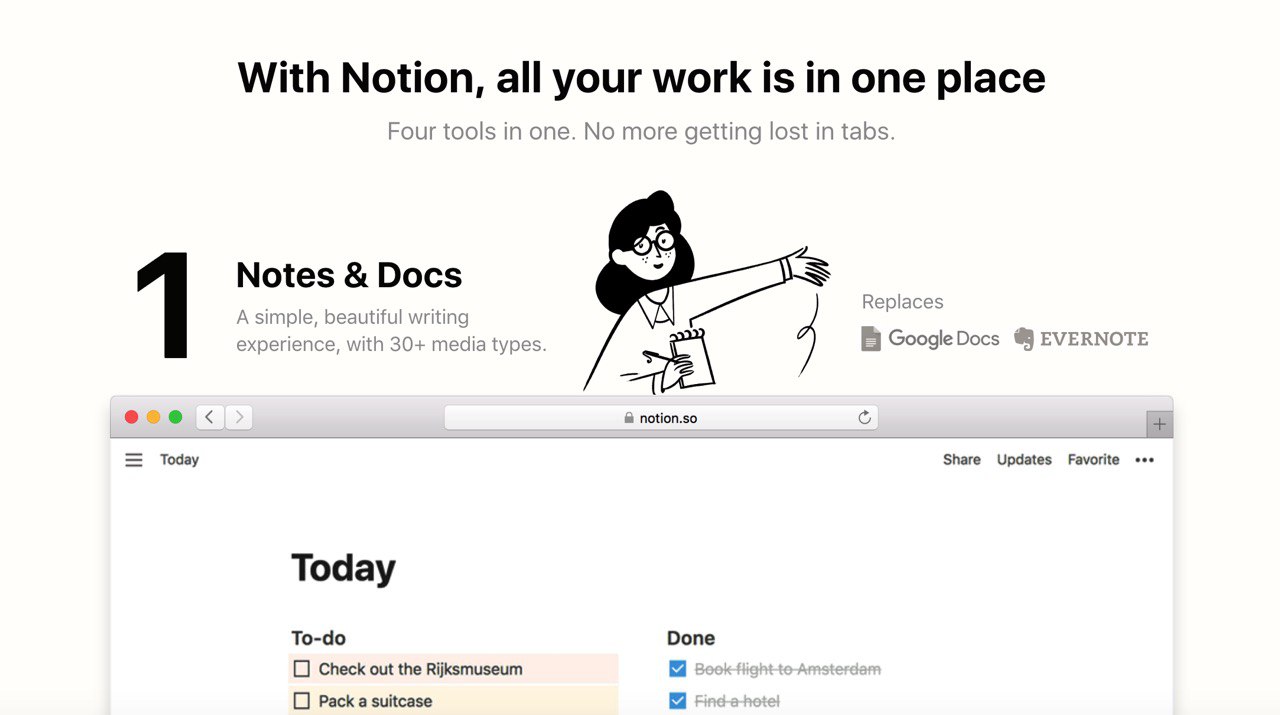 With Notion, all your work is in one place
Four tools in one. No more getting lost in tabs.
1
Notes & Docs
A simple, beautiful writing
experience, with 30+ media types.
Replaces
Google Docs
EVERNOTE
notion.so
Today
Share
Updates
Favorite
Today
To-do
Check out the Rijksmuseum
Pack a suitcase
Done
Book flight to Amsterdam
Find a hotel